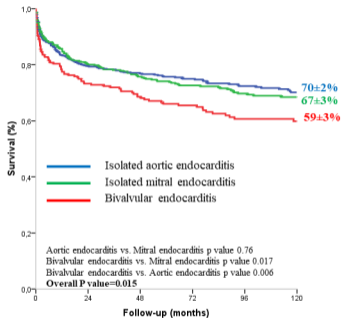 1,0
0,8
0,6
0,4
0,2
0,0
Survival (%)
70±2%
67±3%
59±3%
Isolated aortic endocarditis
Isolated mitral endocarditis
Bivalvular endocarditis
Aortic endocarditis vs. Mitral endocarditis p value 0.76
Bivalvular endocarditis vs. Mitral endocarditis p value 0.017
Bivalvular endocarditis vs. Aortic endocarditis p value 0.006
Overall P value=0.015
0 24 48 72 96 120
Follow-up (months)